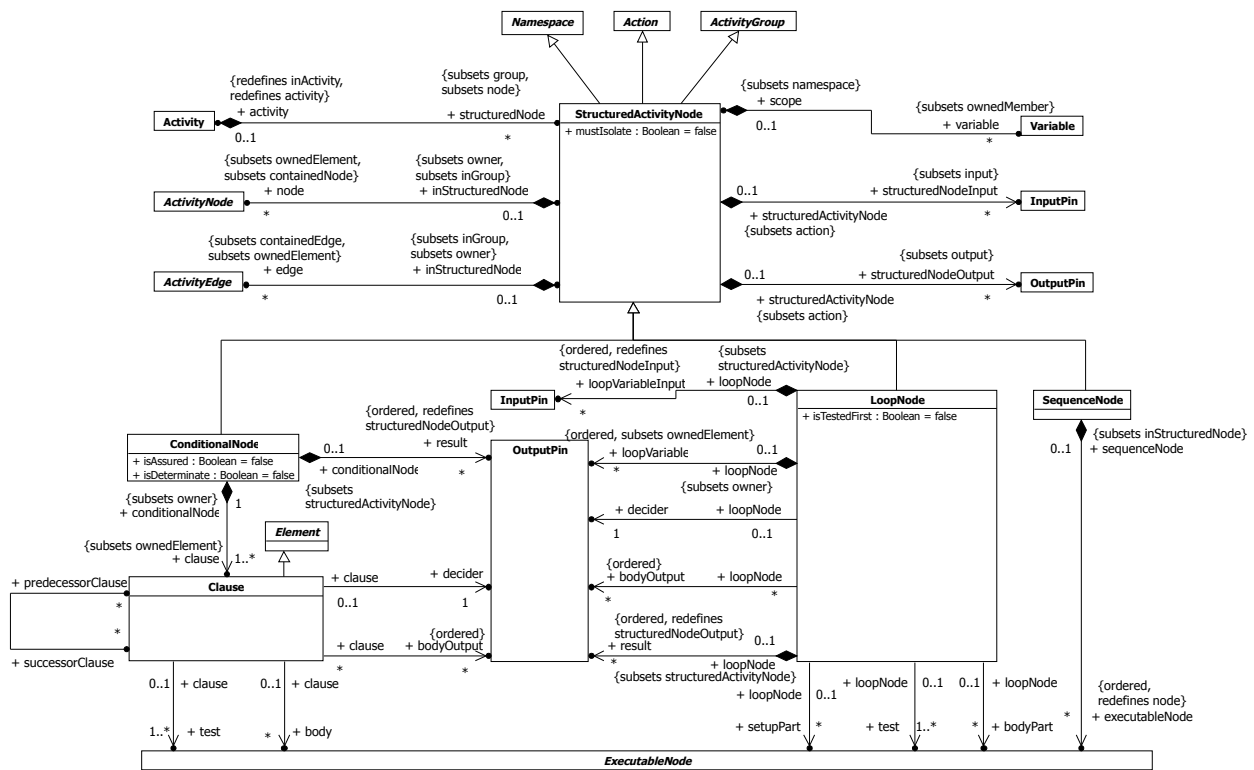 Namespace
Action
ActivityGroup
{redefines inActivity,
redefines activity}
+ activity
0..1
Activity
{subsets group,
subsets node}
+ structuredNode
*
StructuredActivityNode
+ mustIsolate : Boolean = false
{subsets namespace}
+ scope
0..1
{subsets ownedMember}
+ variable
*
Variable
{subsets ownedElement,
subsets containedNode}
+ node
*
ActivityNode
{subsets owner,
subsets inGroup}
+ inStructuredNode
0..1
0..1
+ structuredActivityNode
{subsets action}
{subsets input}
+ structuredNodeInput
*
InputPin
{subsets containedEdge,
subsets ownedElement}
+ edge
*
ActivityEdge
{subsets inGroup,
subsets owner}
+ inStructuredNode
0..1
0..1
+ structuredActivityNode
{subsets action}
{subsets output}
+ structuredNodeOutput
*
OutputPin
{ordered, redefines
structuredNodeInput}
+ loopVariableInput
*
InputPin
{subsets
structuredActivityNode}
+ loopNode
0..1
LoopNode
+ isTestedFirst : Boolean = false
SequenceNode
0..1
{subsets inStructuredNode}
+ sequenceNode
ConditionalNode
+ isAssured : Boolean = false
+ isDeterminate : Boolean = false
{ordered, redefines
structuredNodeOutput}
+ result
*
0..1
+ conditionalNode
{subsets
structuredActivityNode}
OutputPin
{ordered, subsets ownedElement}
+ loopVariable
*
0..1
+ loopNode
{subsets owner}
{subsets owner}
+ conditionalNode
1
{subsets ownedElement}
+ clause
1..*
Element
+ decider
1
+ loopNode
0..1
+ predecessorClause
*
*
+ successorClause
Clause
+ clause
0..1
+ decider
1
{ordered}
+ bodyOutput
*
+ loopNode
*
+ clause
*
{ordered}
+ bodyOutput
*
{ordered, redefines
structuredNodeOutput}
+ result
*
0..1
+ loopNode
{subsets structuredActivityNode}
0..1
+ clause
1..*
+ test
0..1
+ clause
*
+ body
+ loopNode
0..1
+ setupPart
*
+ loopNode
0..1
+ test
1..*
0..1
+ loopNode
*
+ bodyPart
{ordered,
redefines node}
+ executableNode
*
ExecutableNode